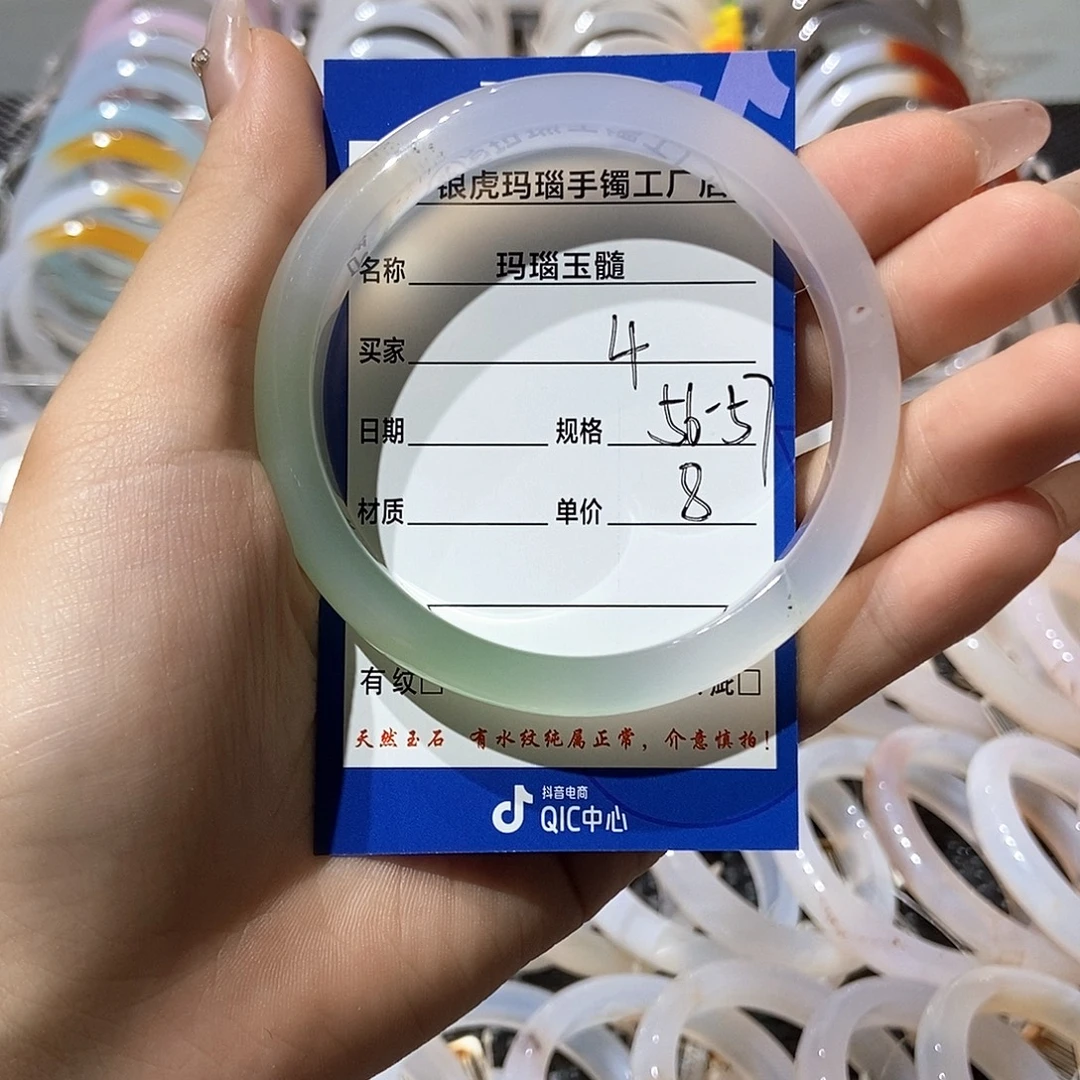 银虎玛瑙手镯工厂店
名称 玛瑙玉髓
买家 4
日期 规格 56-57
材质 单价 8
有纹□ 疵□
天然玉石 有水纹纯属正常，介意慎拍！
抖音电商
QIC中心